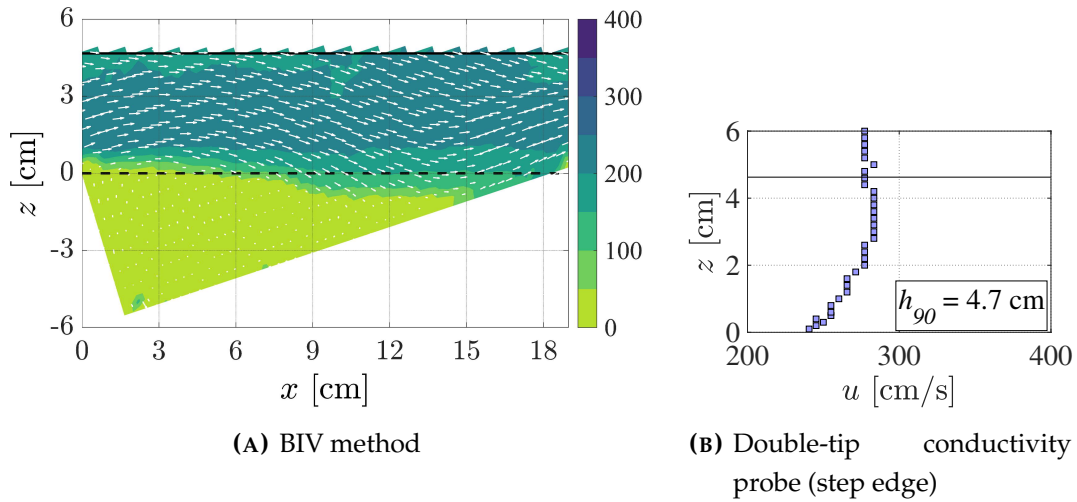 6
3
0
-3
-6
z [cm]
0 3 6 9 12 15 18
x [cm]
400
300
200
100
0
(A) BIV method
6
4
2
0
z [cm]
h90 = 4.7 cm
200 300 400
u [cm/s]
(B) Double-tip conductivity
probe (step edge)